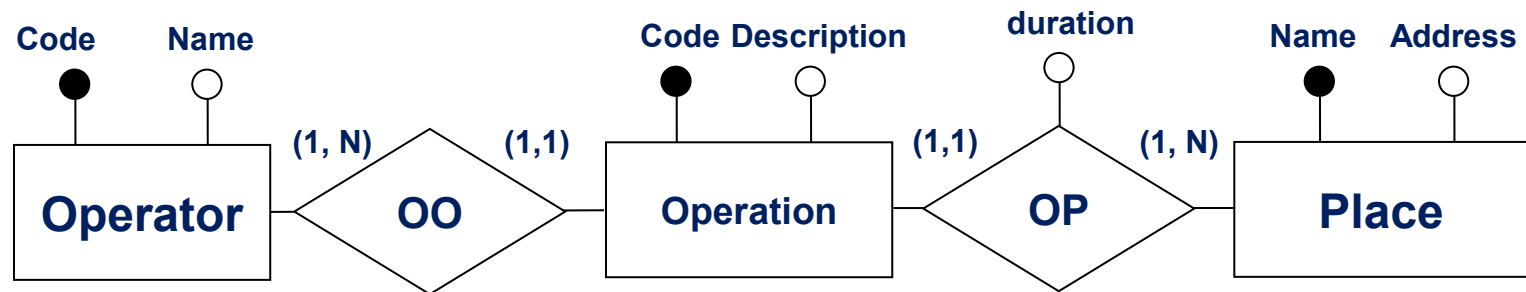 Code Name Code Description duration Name Address
(1, N) (1,1) (1,1) (1, N)
Operator OO Operation OP Place